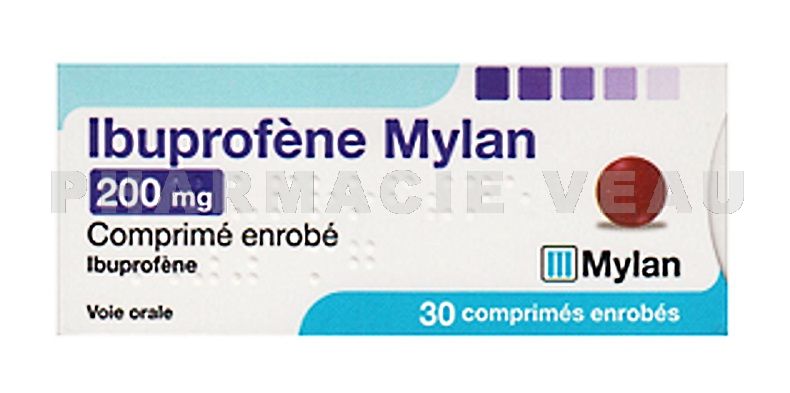 Ibuprofène Mylan
PHARMACIE VEAU
200 mg
Comprimé enrobé
Ibuprofène
Mylan
Voie orale
30 comprimés enrobés